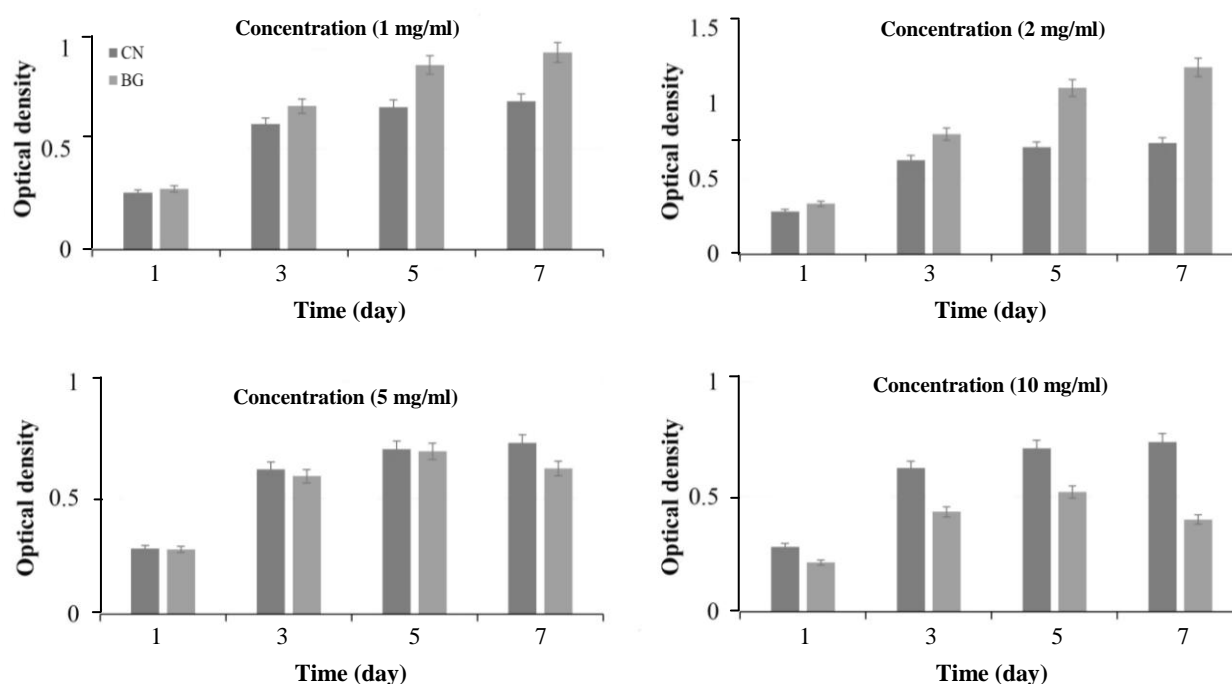 Concentration (1 mg/ml)
1
CN
BG
0.5
0
Optical density
1 3 5 7
Time (day)
Concentration (2 mg/ml)
1.5
1
0.5
0
Optical density
1 3 5 7
Time (day)
Concentration (5 mg/ml)
1
0.5
0
Optical density
1 3 5 7
Time (day)
Concentration (10 mg/ml)
1
0.5
0
Optical density
1 3 5 7
Time (day)